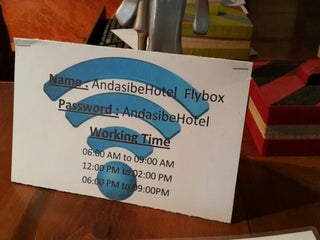 Name : AndasibeHotel Flybox
Password : AndasibeHotel
Working Time
06:00 AM to 09:00 AM
12:00 PM to 02:00 PM
06:00 PM to 09:00PM